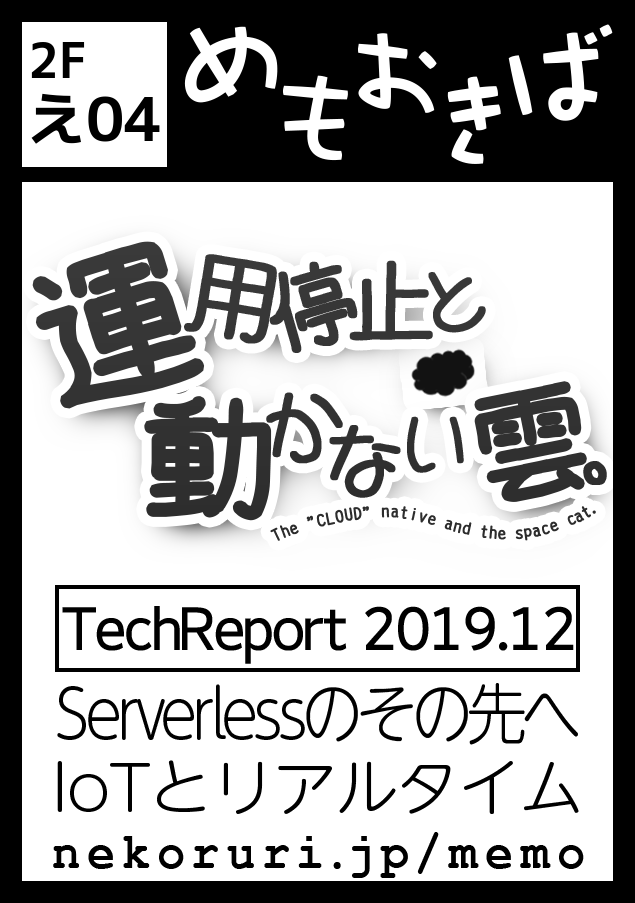 2F
え04
めもおきば
運用停止と
動かない雲。
The "CLOUD" native and the space cat.
TechReport 2019.12
Serverlessのその先へ
IoTとリアルタイム
nekoruri.jp/memo